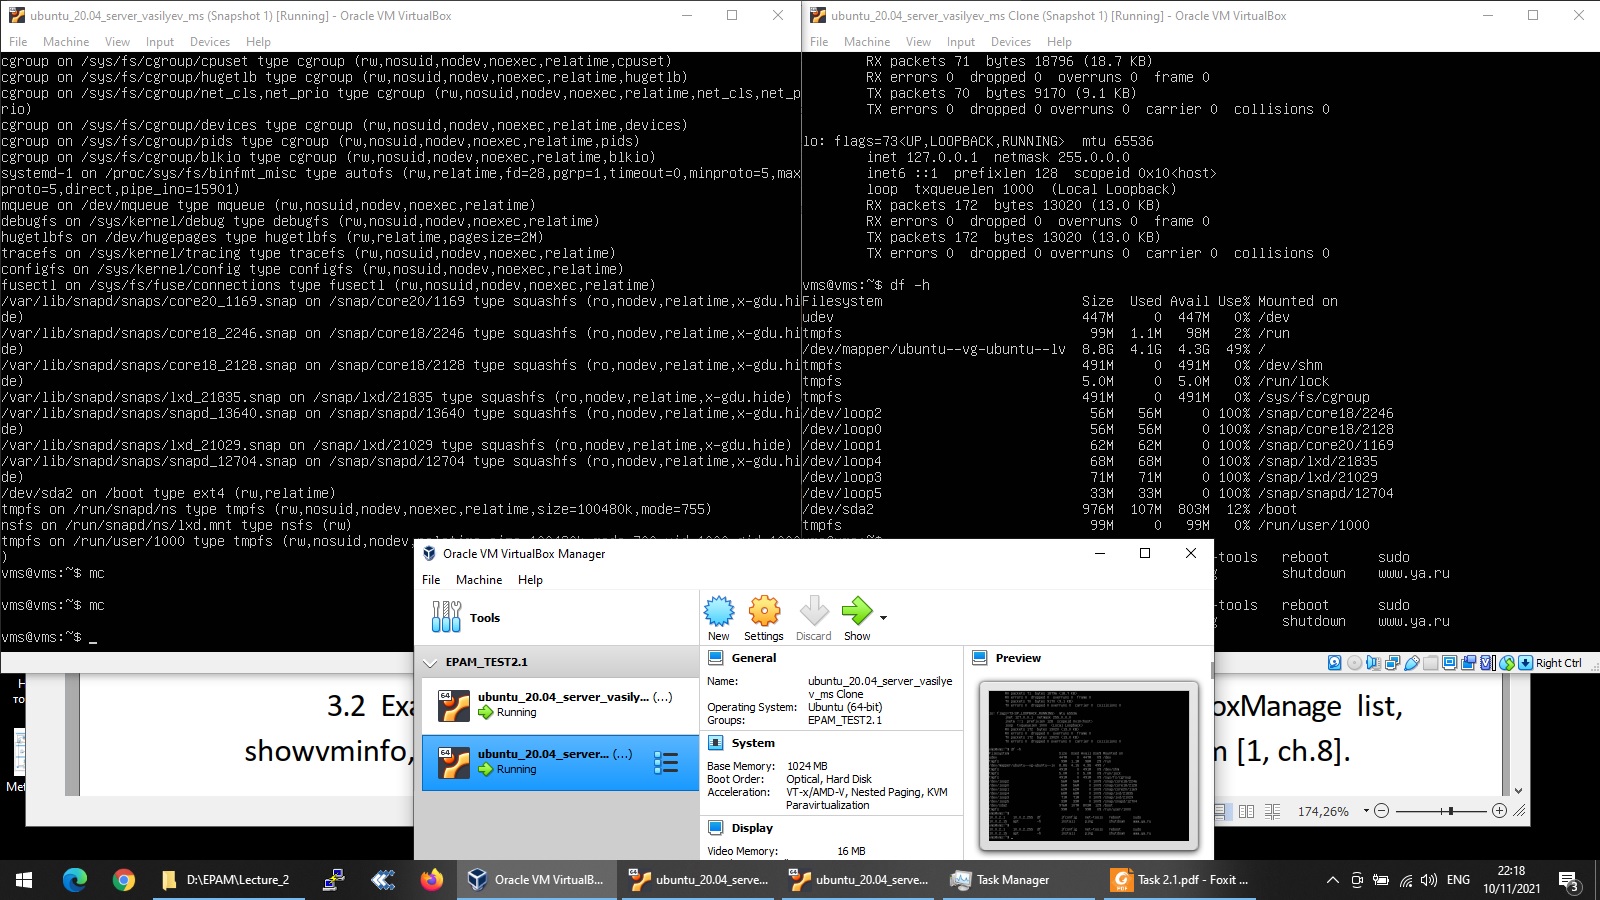 ubuntu_20.04_server_vasilyev_ms (Snapshot 1) [Running] - Oracle VM VirtualBox
File Machine View Input Devices Help
cgroup on /sys/fs/cgroup/cpuset type cgroup (rw,nosuid,nodev,noexec,relatime,cpuset)
cgroup on /sys/fs/cgroup/hugetlb type cgroup (rw,nosuid,nodev,noexec,relatime,hugetlb)
cgroup on /sys/fs/cgroup/net_cls,net_prio type cgroup (rw,nosuid,nodev,noexec,relatime,net_cls,net_p
rio)
cgroup on /sys/fs/cgroup/devices type cgroup (rw,nosuid,nodev,noexec,relatime,devices)
cgroup on /sys/fs/cgroup/pids type cgroup (rw,nosuid,nodev,noexec,relatime,pids)
cgroup on /sys/fs/cgroup/blkio type cgroup (rw,nosuid,nodev,noexec,relatime,blkio)
systemd-1 on /proc/sys/fs/binfmt_misc type autofs (rw,relatime,fd=28,pgrp=1,timeout=0,minproto=5,max
proto=5,direct,pipe_ino=15901)
mqueue on /dev/mqueue type mqueue (rw,nosuid,nodev,noexec,relatime)
debugfs on /sys/kernel/debug type debugfs (rw,nosuid,nodev,noexec,relatime)
hugetlbfs on /dev/hugepages type hugetlbfs (rw,relatime,pagesize=2M)
tracefs on /sys/kernel/tracing type tracefs (rw,nosuid,nodev,noexec,relatime)
configfs on /sys/kernel/config type configfs (rw,nosuid,nodev,noexec,relatime)
fusectl on /sys/fs/fuse/connections type fusectl (rw,nosuid,nodev,noexec,relatime)
/var/lib/snapd/snaps/core20_1169.snap on /snap/core20/1169 type squashfs (ro,nodev,relatime,x-gdu.hi
de)
/var/lib/snapd/snaps/core18_2246.snap on /snap/core18/2246 type squashfs (ro,nodev,relatime,x-gdu.hi
de)
/var/lib/snapd/snaps/core18_2128.snap on /snap/core18/2128 type squashfs (ro,nodev,relatime,x-gdu.hi
de)
/var/lib/snapd/snaps/lxd_21835.snap on /snap/lxd/21835 type squashfs (ro,nodev,relatime,x-gdu.hide)
/var/lib/snapd/snaps/snapd_13640.snap on /snap/snapd/13640 type squashfs (ro,nodev,relatime,x-gdu.hi
de)
/var/lib/snapd/snaps/lxd_21029.snap on /snap/lxd/21029 type squashfs (ro,nodev,relatime,x-gdu.hide)
/var/lib/snapd/snaps/snapd_12704.snap on /snap/snapd/12704 type squashfs (ro,nodev,relatime,x-gdu.hi
de)
/dev/sda2 on /boot type ext4 (rw,relatime)
tmpfs on /run/snapd/ns type tmpfs (rw,nosuid,nodev,noexec,relatime,size=100480k,mode=755)
nsfs on /run/snapd/ns/lxd.mnt type nsfs (rw)
tmpfs on /run/user/1000 type tmpfs (rw,nosuid,nodev,
)
vms@vms:~$ mc
vms@vms:~$ mc
vms@vms:~$ _
ubuntu_20.04_server_vasilyev_ms Clone (Snapshot 1) [Running] - Oracle VM VirtualBox
File Machine View Input Devices Help
RX packets 71 bytes 18796 (18.7 KB)
RX errors 0 dropped 0 overruns 0 frame 0
TX packets 70 bytes 9170 (9.1 KB)
TX errors 0 dropped 0 overruns 0 carrier 0 collisions 0
lo: flags=73<UP,LOOPBACK,RUNNING> mtu 65536
inet 127.0.0.1 netmask 255.0.0.0
inet6 ::1 prefixlen 128 scopeid 0x10<host>
loop txqueuelen 1000 (Local Loopback)
RX packets 172 bytes 13020 (13.0 KB)
RX errors 0 dropped 0 overruns 0 frame 0
TX packets 172 bytes 13020 (13.0 KB)
TX errors 0 dropped 0 overruns 0 carrier 0 collisions 0
vms@vms:~$ df -h
Filesystem Size Used Avail Use% Mounted on
udev 447M 0 447M 0% /dev
tmpfs 99M 1.1M 98M 2% /run
/dev/mapper/ubuntu--vg-ubuntu--lv 8.8G 4.1G 4.3G 49% /
tmpfs 491M 0 491M 0% /dev/shm
tmpfs 5.0M 0 5.0M 0% /run/lock
tmpfs 491M 0 491M 0% /sys/fs/cgroup
/dev/loop2 56M 56M 0 100% /snap/core18/2246
/dev/loop0 56M 56M 0 100% /snap/core18/2128
/dev/loop1 62M 62M 0 100% /snap/core20/1169
/dev/loop4 68M 68M 0 100% /snap/lxd/21835
/dev/loop3 71M 71M 0 100% /snap/lxd/21029
/dev/loop5 33M 33M 0 100% /snap/snapd/12704
/dev/sda2 976M 107M 803M 12% /boot
tmpfs 99M 0 99M 0% /run/user/1000
-tools reboot sudo
shutdown www.ya.ru
-tools reboot sudo
shutdown www.ya.ru
Right Ctrl
Oracle VM VirtualBox Manager
File Machine Help
Tools
New Settings Discard Show
EPAM_TEST2.1
ubuntu_20.04_server_vasily... (...)
Running
ubuntu_20.04_server... (...)
Running
General
Name: ubuntu_20.04_server_vasilye
v_ms Clone
Operating System: Ubuntu (64-bit)
Groups: EPAM_TEST2.1
System
Base Memory: 1024 MB
Boot Order: Optical, Hard Disk
Acceleration: VT-x/AMD-V, Nested Paging, KVM
Paravirtualization
Display
Video Memory: 16 MB
Preview
3.2 Exa
oxManage list,
showvminfo,
m [1, ch.8].
174,26%
D:\EPAM\Lecture_2
Oracle VM VirtualB...
ubuntu_20.04_serve...
ubuntu_20.04_serve...
Task Manager
Task 2.1.pdf - Foxit ...
ENG
22:18
10/11/2021
3